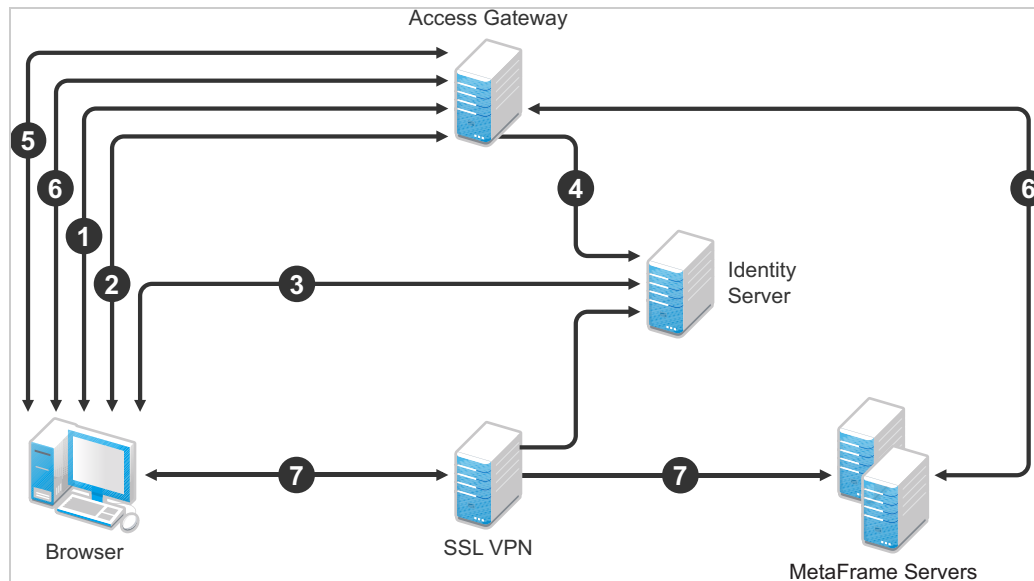 Access Gateway
5
6
1
2
4
6
3
Identity
Server
7
7
Browser
SSL VPN
MetaFrame Servers